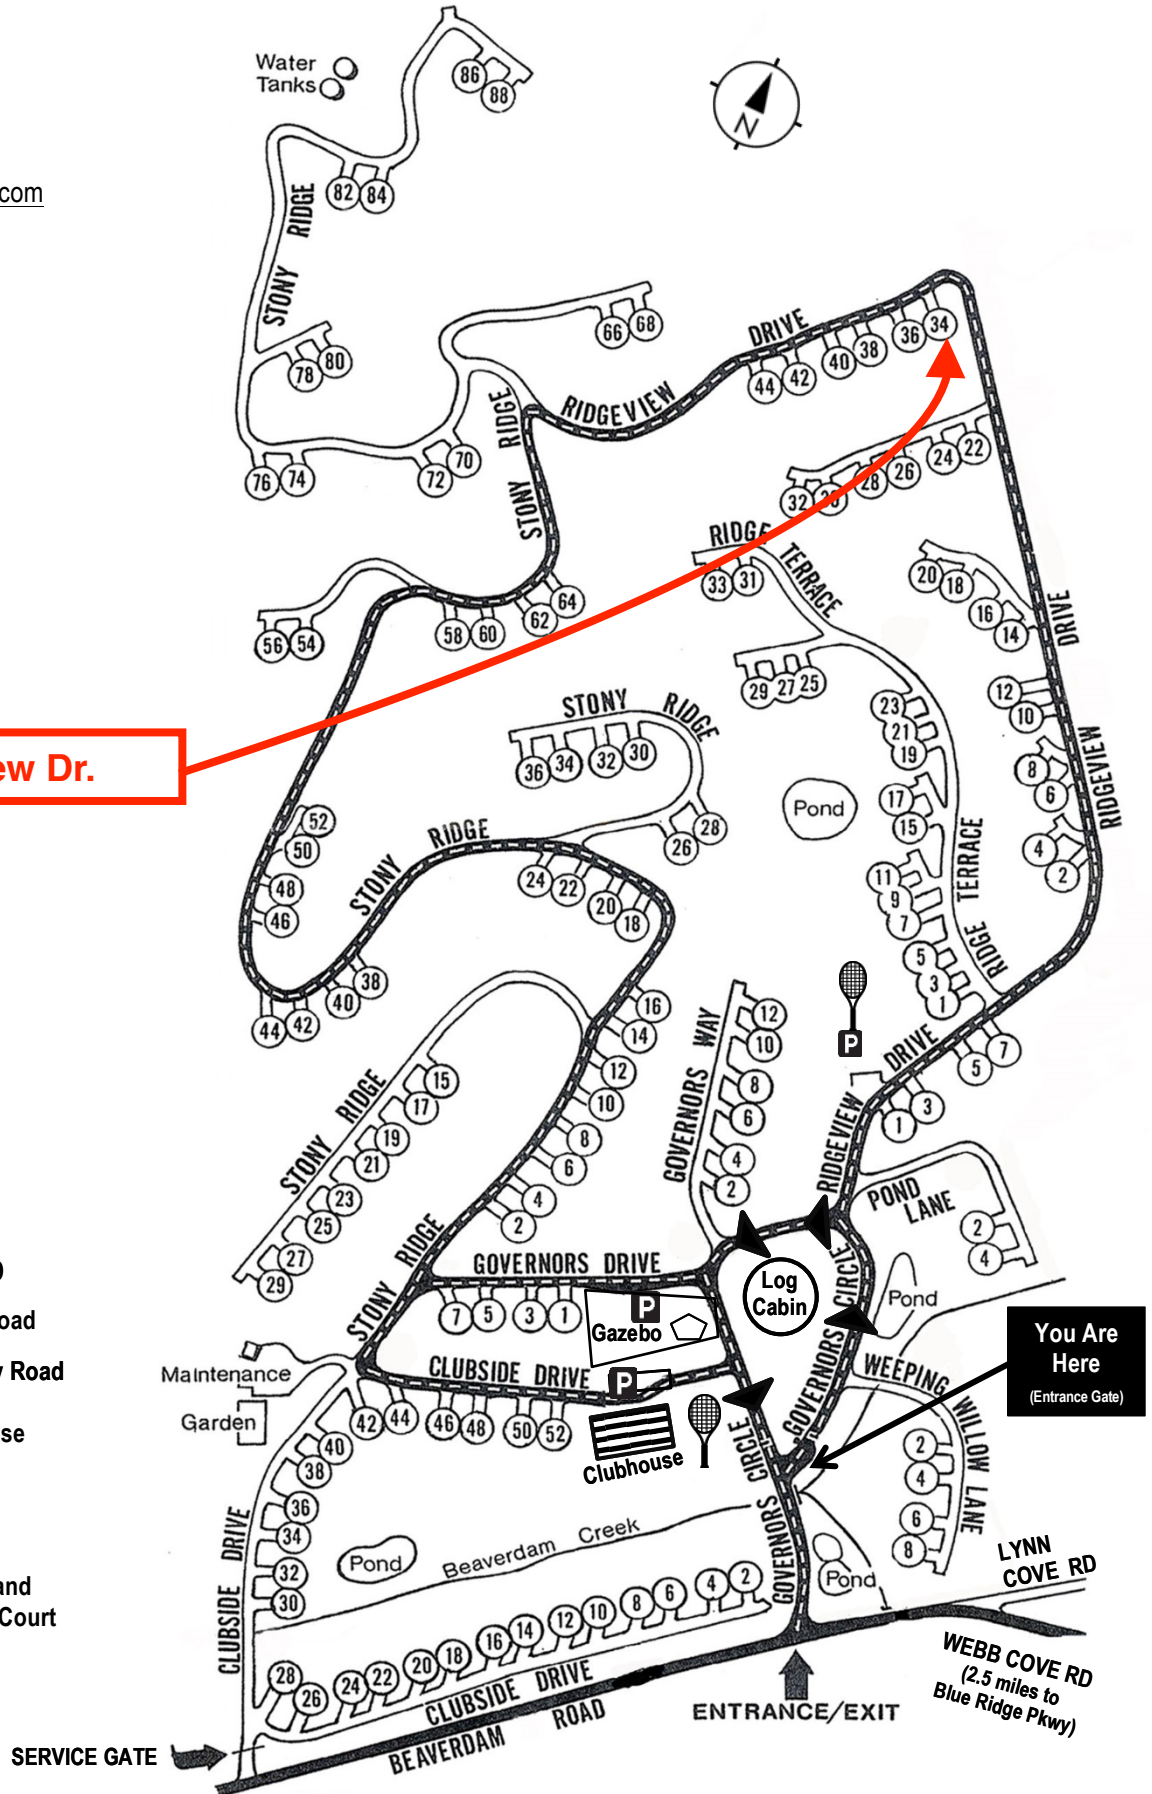 Water
Tanks
86
88
N
com
82
84
STONY RIDGE
34
36
38
40
42
44
RIDGEVIEW DRIVE
66
68
78
80
STONY RIDGE
70
72
74
76
22
24
26
28
32
RIDGE TERRACE
33
31
20
18
16
14
RIDGEVIEW DRIVE
64
62
60
58
56
54
29
27
25
12
10
23
21
19
STONY RIDGE
36
34
32
30
ew Dr.
8
6
Pond
17
15
28
26
4
2
52
50
48
46
STONY RIDGE
24
22
20
18
11
9
7
RIDGE TERRACE
5
3
1
38
40
42
44
16
14
12
10
GOVERNORS WAY
12
10
8
6
4
2
P
RIDGEVIEW DRIVE
7
5
3
1
STONY RIDGE
15
17
19
21
23
25
27
29
8
6
4
2
POND
LANE
2
4
STONY RIDGE
GOVERNORS DRIVE
7
5
3
1
P
Gazebo
Log
Cabin
GOVERNORS CIRCLE
Pond
oad
You Are
Here
(Entrance Gate)
Maintenance
Road
CLUBSIDE DRIVE
P
WEEPING WILLOW LANE
Garden
42
44
46
48
50
52
se
Clubhouse
GOVERNORS CIRCLE
2
4
6
8
40
38
36
34
32
30
CLUBSIDE DRIVE
Pond
Beaverdam Creek
Pond
LYNN
COVE RD
and
Court
28
26
24
22
20
18
16
14
12
10
8
6
4
2
CLUBSIDE DRIVE
BEAVERDAM ROAD
ENTRANCE/EXIT
WEBB COVE RD
(2.5 miles to
Blue Ridge Pkwy)
SERVICE GATE